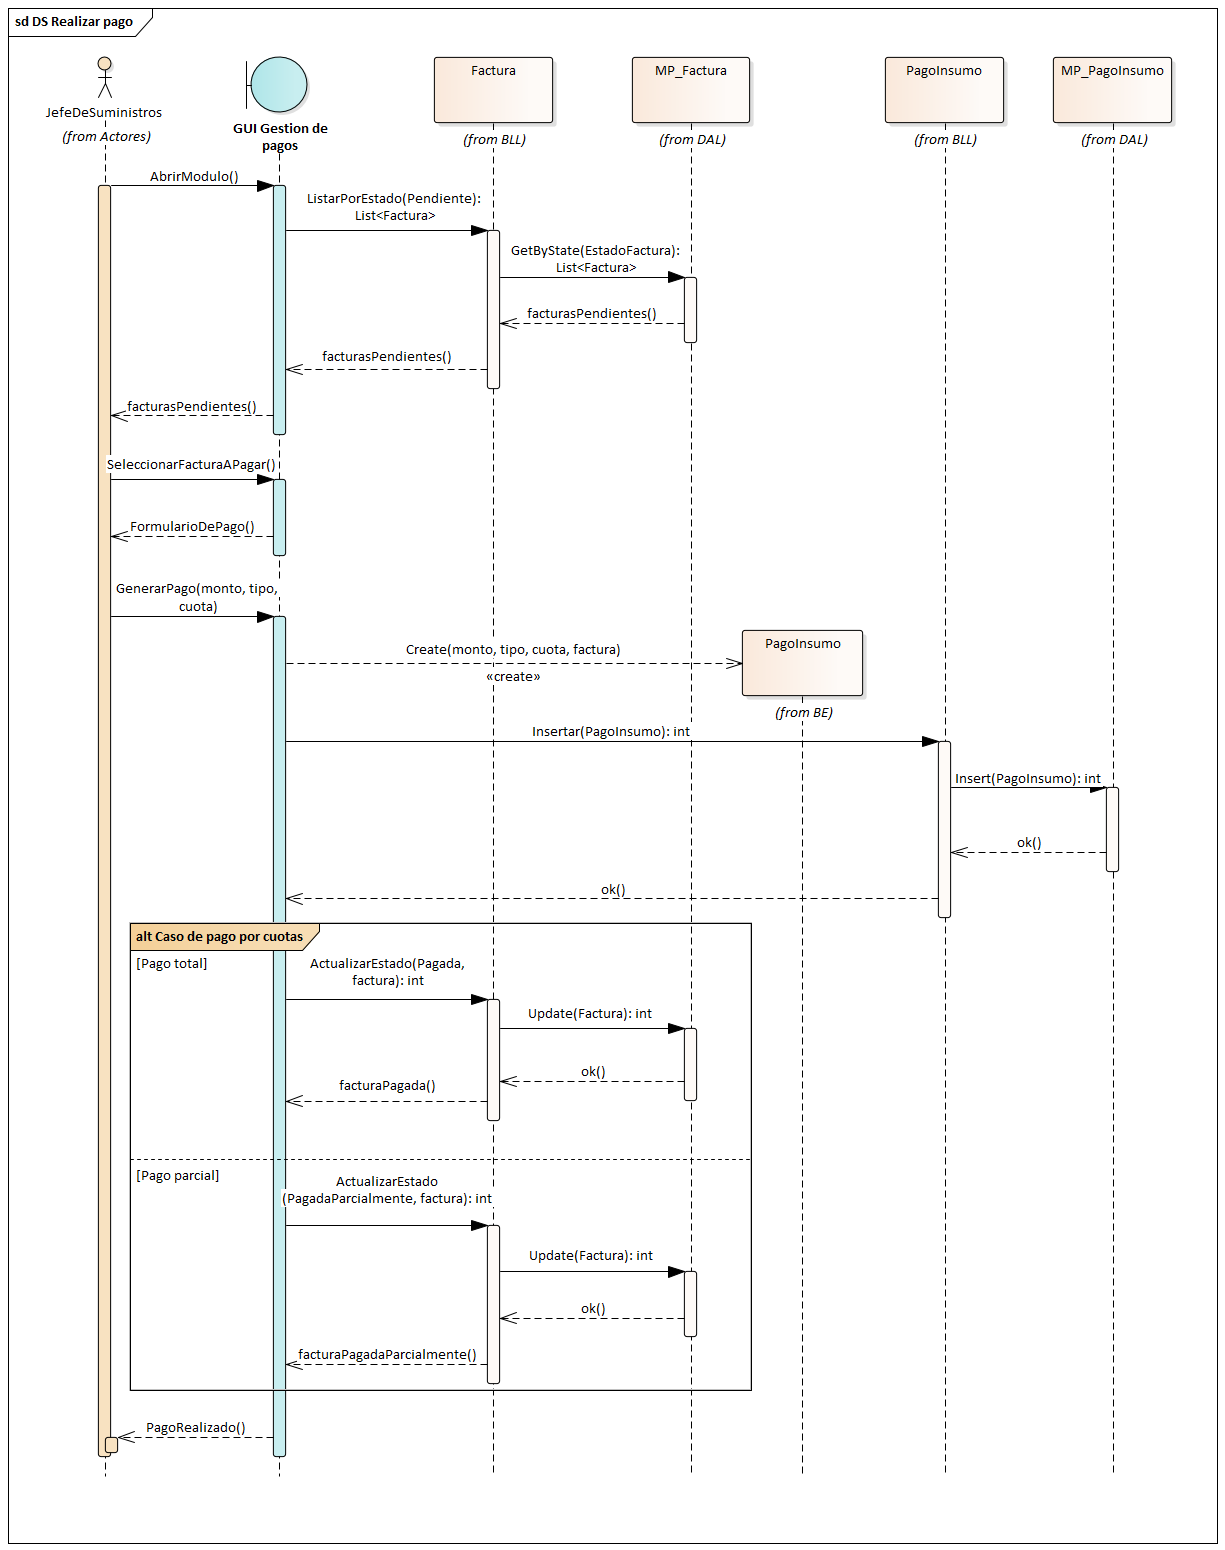 sd DS Realizar pago
JefeDeSuministros
(from Actores)
GUI Gestion de
pagos
Factura
(from BLL)
MP_Factura
(from DAL)
PagoInsumo
(from BLL)
MP_PagoInsumo
(from DAL)
AbrirModulo()
ListarPorEstado(Pendiente):
List<Factura>
GetByState(EstadoFactura):
List<Factura>
facturasPendientes()
facturasPendientes()
facturasPendientes()
SeleccionarFacturaAPagar()
FormularioDePago()
GenerarPago(monto, tipo,
cuota)
Create(monto, tipo, cuota, factura)
«create»
PagoInsumo
(from BE)
Insertar(PagoInsumo): int
Insert(PagoInsumo): int
ok()
ok()
alt Caso de pago por cuotas
[Pago total]
ActualizarEstado(Pagada,
factura): int
Update(Factura): int
ok()
facturaPagada()
[Pago parcial]
ActualizarEstado
(PagadaParcialmente, factura): int
Update(Factura): int
ok()
facturaPagadaParcialmente()
PagoRealizado()